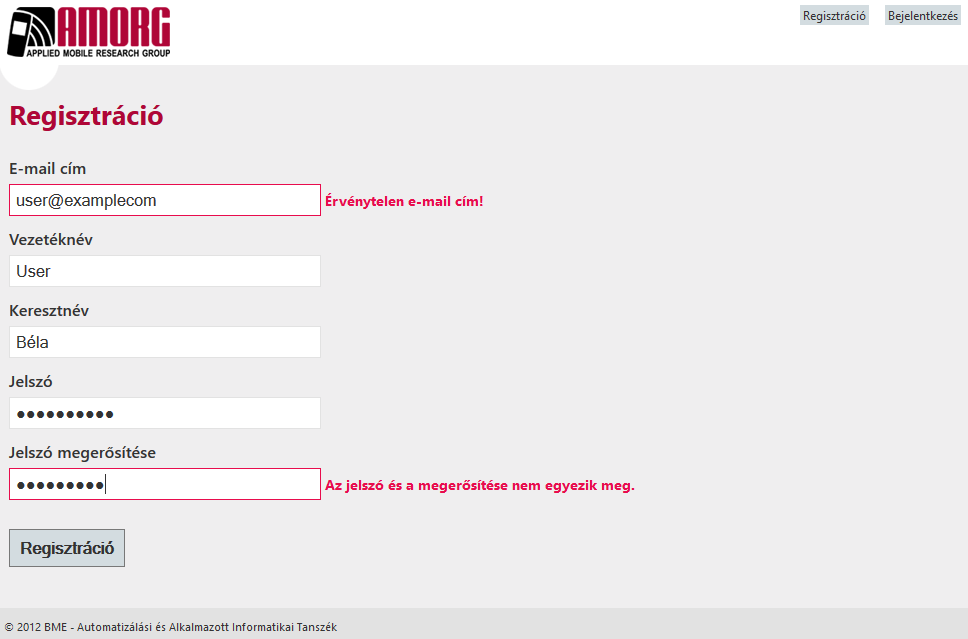 AMORG
APPLIED MOBILE RESEARCH GROUP
Regisztráció Bejelentkezés
Regisztráció
E-mail cím
user@examplecom Érvénytelen e-mail cím!
Vezetéknév
User
Keresztnév
Béla
Jelszó
●●●●●●●●●●
Jelszó megerősítése
●●●●●●●●● Az jelszó és a megerősítése nem egyezik meg.
Regisztráció
© 2012 BME - Automatizálási és Alkalmazott Informatikai Tanszék